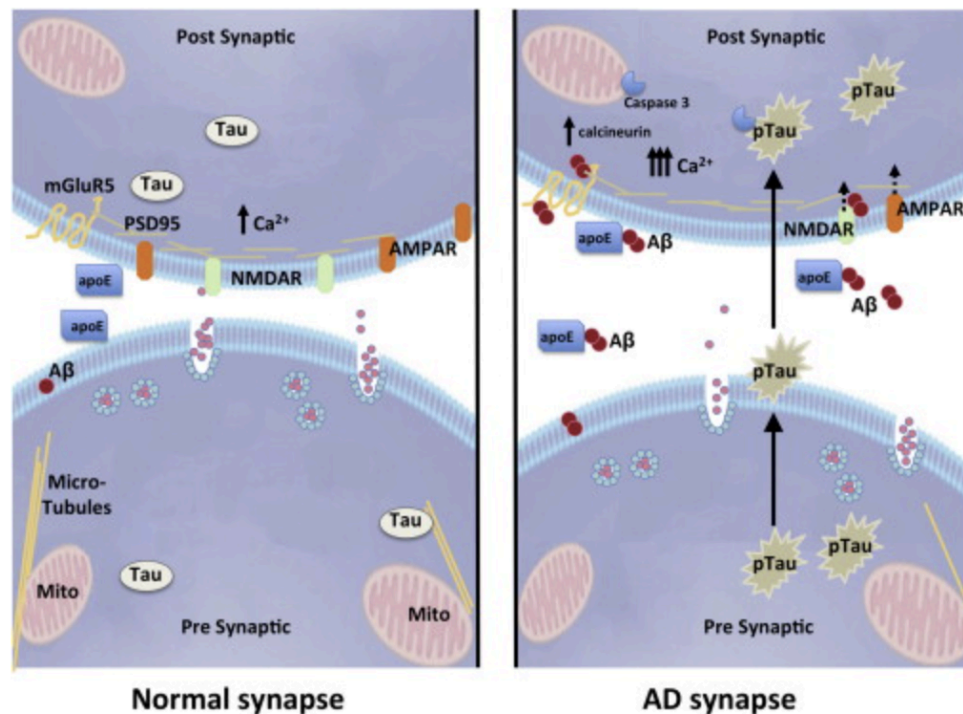 Post Synaptic
Tau
mGluR5
Tau
PSD95
Ca²⁺
AMPAR
NMDAR
apoE
apoE
Aβ
Micro-
Tubules
Tau
Tau
Mito
Mito
Pre Synaptic
Normal synapse
Post Synaptic
pTau
Caspase 3
pTau
calcineurin
Ca²⁺
AMPAR
NMDAR
apoE
Aβ
apoE
Aβ
apoE
Aβ
pTau
pTau
pTau
Pre Synaptic
AD synapse